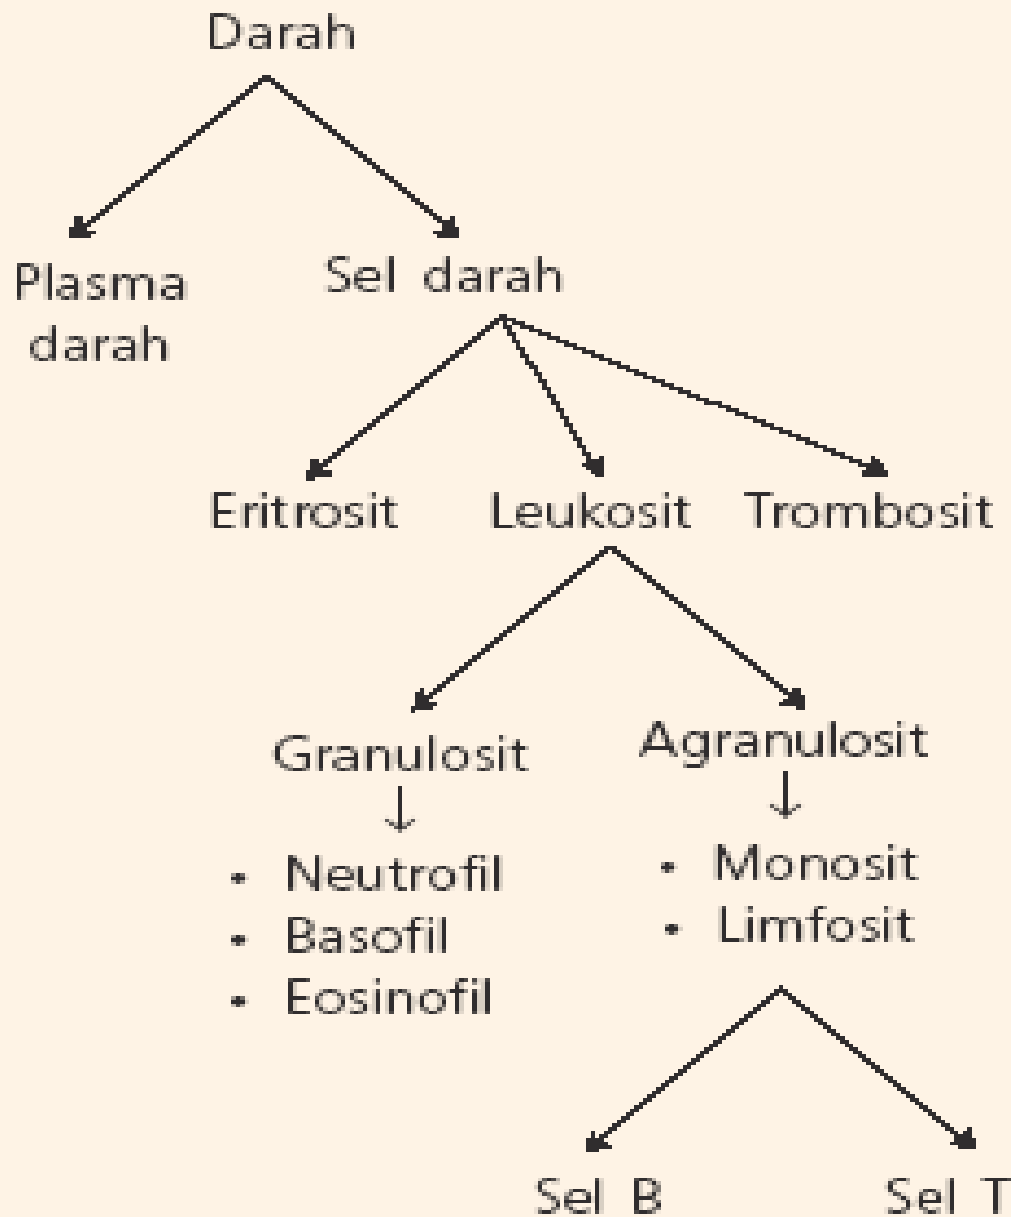 Darah
Plasma
darah
Sel darah
Eritrosit
Leukosit
Trombosit
Granulosit
• Neutrofil
• Basofil
• Eosinofil
Agranulosit
• Monosit
• Limfosit
Sel B
Sel T